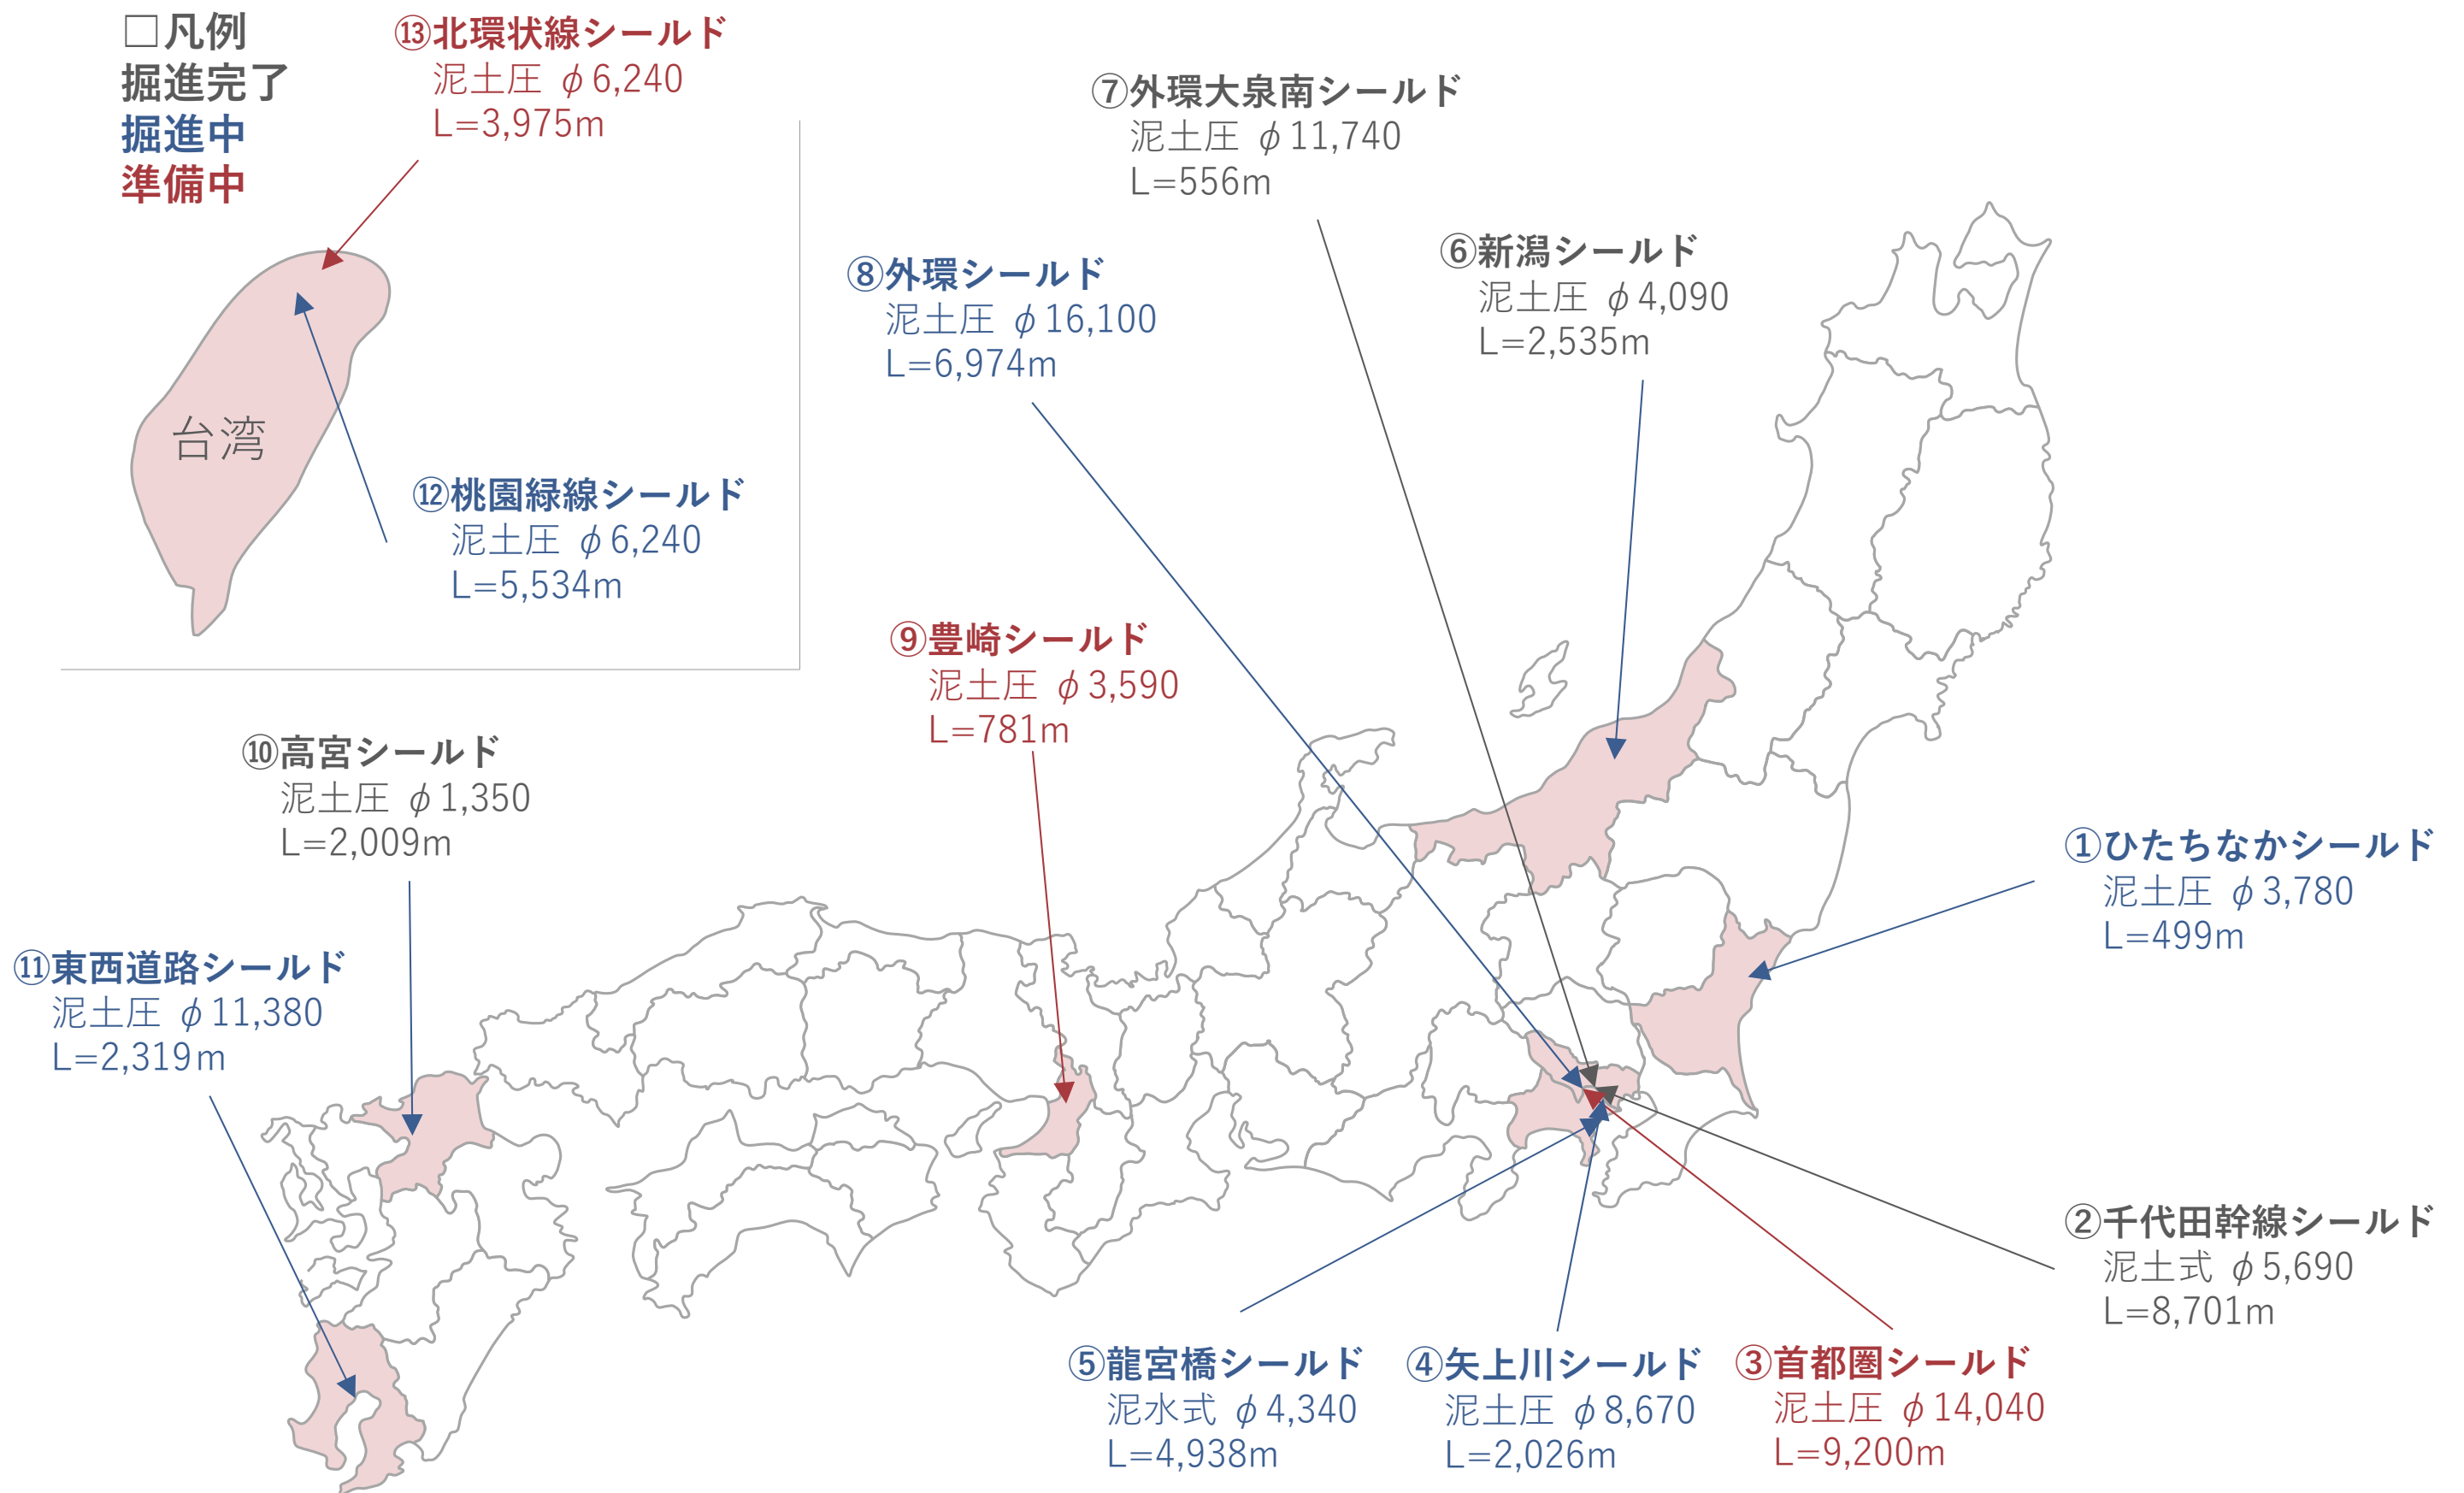 □凡例
掘進完了
掘進中
準備中
⑬北環状線シールド
泥土圧 φ6,240
L=3,975m
台湾
⑫桃園緑線シールド
泥土圧 φ6,240
L=5,534m
⑦外環大泉南シールド
泥土圧 φ11,740
L=556m
⑥新潟シールド
泥土圧 φ4,090
L=2,535m
⑧外環シールド
泥土圧 φ16,100
L=6,974m
⑨豊崎シールド
泥土圧 φ3,590
L=781m
⑩高宮シールド
泥土圧 φ1,350
L=2,009m
⑪東西道路シールド
泥土圧 φ11,380
L=2,319m
①ひたちなかシールド
泥土圧 φ3,780
L=499m
②千代田幹線シールド
泥土式 φ5,690
L=8,701m
⑤龍宮橋シールド
泥水式 φ4,340
L=4,938m
④矢上川シールド
泥土圧 φ8,670
L=2,026m
③首都圏シールド
泥土圧 φ14,040
L=9,200m